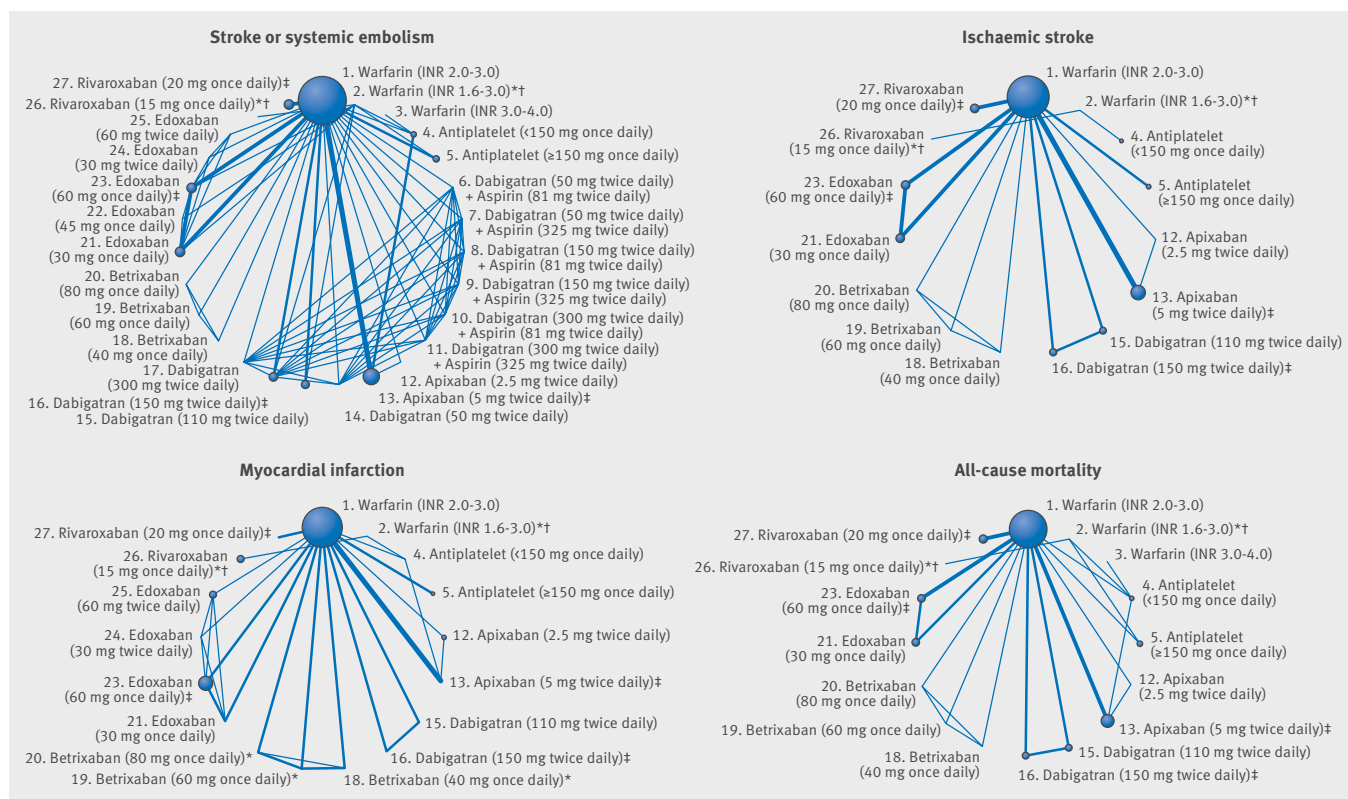 Stroke or systemic embolism
1. Warfarin (INR 2.0-3.0)
2. Warfarin (INR 1.6-3.0)*†
3. Warfarin (INR 3.0-4.0)
4. Antiplatelet (<150 mg once daily)
5. Antiplatelet (≥150 mg once daily)
6. Dabigatran (50 mg twice daily)
+ Aspirin (81 mg twice daily)
7. Dabigatran (50 mg twice daily)
+ Aspirin (325 mg twice daily)
8. Dabigatran (150 mg twice daily)
+ Aspirin (81 mg twice daily)
9. Dabigatran (150 mg twice daily)
+ Aspirin (325 mg twice daily)
10. Dabigatran (300 mg twice daily)
+ Aspirin (81 mg twice daily)
11. Dabigatran (300 mg twice daily)
+ Aspirin (325 mg twice daily)
12. Apixaban (2.5 mg twice daily)
13. Apixaban (5 mg twice daily)‡
14. Dabigatran (50 mg twice daily)
15. Dabigatran (110 mg twice daily)
16. Dabigatran (150 mg twice daily)‡
17. Dabigatran
(300 mg twice daily)
18. Betrixaban
(40 mg once daily)
19. Betrixaban
(60 mg once daily)
20. Betrixaban
(80 mg once daily)
21. Edoxaban
(30 mg once daily)
22. Edoxaban
(45 mg once daily)
23. Edoxaban
(60 mg once daily)‡
24. Edoxaban
(30 mg twice daily)
25. Edoxaban
(60 mg twice daily)
26. Rivaroxaban (15 mg once daily)*†
27. Rivaroxaban (20 mg once daily)‡
Ischaemic stroke
1. Warfarin (INR 2.0-3.0)
2. Warfarin (INR 1.6-3.0)*†
4. Antiplatelet
(<150 mg once daily)
5. Antiplatelet
(≥150 mg once daily)
12. Apixaban
(2.5 mg twice daily)
13. Apixaban
(5 mg twice daily)‡
15. Dabigatran (110 mg twice daily)
16. Dabigatran (150 mg twice daily)‡
18. Betrixaban
(40 mg once daily)
19. Betrixaban
(60 mg once daily)
20. Betrixaban
(80 mg once daily)
21. Edoxaban
(30 mg once daily)
23. Edoxaban
(60 mg once daily)‡
26. Rivaroxaban
(15 mg once daily)*†
27. Rivaroxaban
(20 mg once daily)‡
Myocardial infarction
1. Warfarin (INR 2.0-3.0)
2. Warfarin (INR 1.6-3.0)*†
4. Antiplatelet (<150 mg once daily)
5. Antiplatelet (≥150 mg once daily)
12. Apixaban (2.5 mg twice daily)
13. Apixaban (5 mg twice daily)‡
15. Dabigatran (110 mg twice daily)
16. Dabigatran (150 mg twice daily)‡
18. Betrixaban (40 mg once daily)*
19. Betrixaban (60 mg once daily)*
20. Betrixaban (80 mg once daily)*
21. Edoxaban
(30 mg once daily)
23. Edoxaban
(60 mg once daily)‡
24. Edoxaban
(30 mg twice daily)
25. Edoxaban
(60 mg twice daily)
26. Rivaroxaban
(15 mg once daily)*†
27. Rivaroxaban (20 mg once daily)‡
All-cause mortality
1. Warfarin (INR 2.0-3.0)
2. Warfarin (INR 1.6-3.0)*†
3. Warfarin (INR 3.0-4.0)
4. Antiplatelet
(<150 mg once daily)
5. Antiplatelet
(≥150 mg once daily)
12. Apixaban
(2.5 mg twice daily)
13. Apixaban (5 mg twice daily)‡
15. Dabigatran (110 mg twice daily)
16. Dabigatran (150 mg twice daily)‡
18. Betrixaban
(40 mg once daily)
19. Betrixaban (60 mg once daily)
20. Betrixaban
(80 mg once daily)
21. Edoxaban
(30 mg once daily)
23. Edoxaban
(60 mg once daily)‡
26. Rivaroxaban (15 mg once daily)*†
27. Rivaroxaban (20 mg once daily)‡